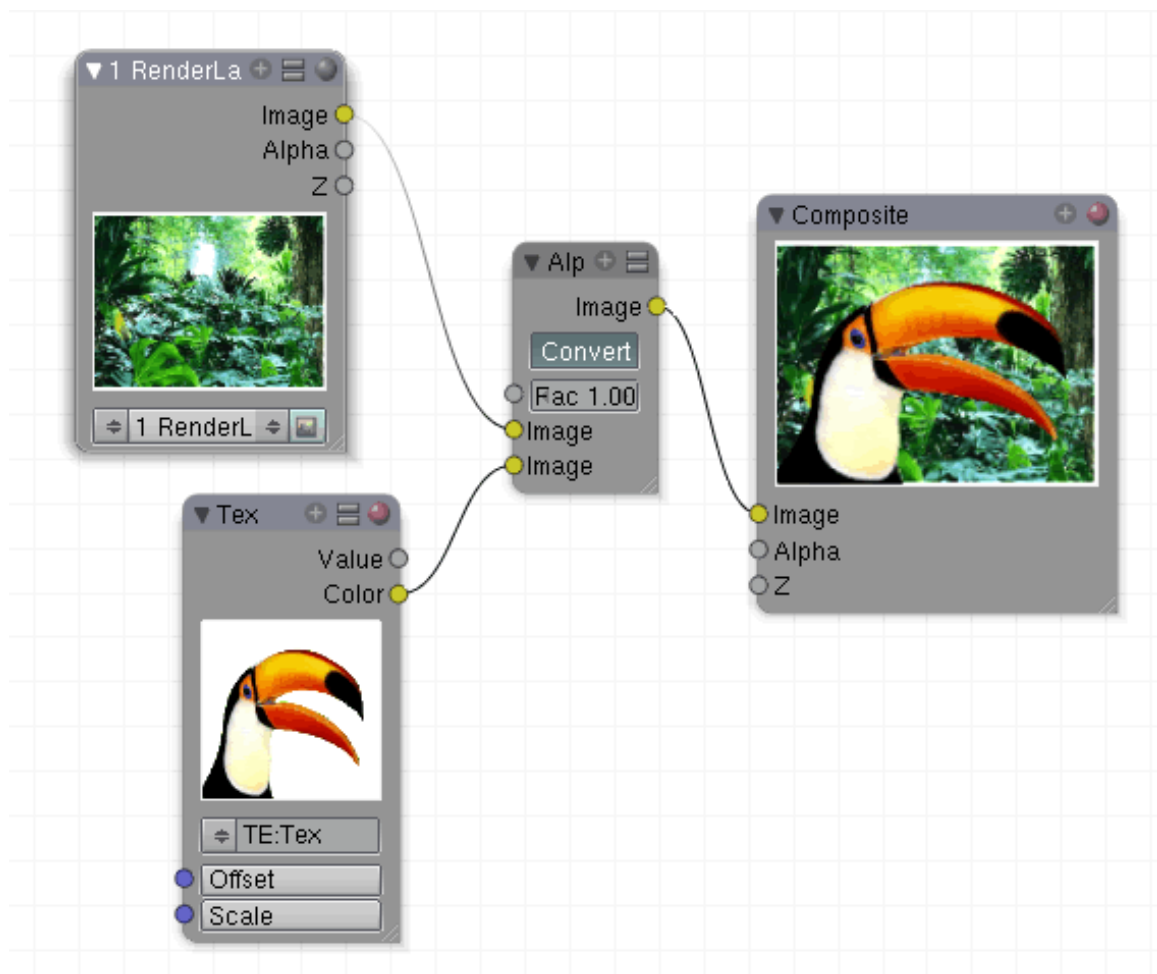 1 RenderLa
Image
Alpha
Z
1 RenderL
Tex
Value
Color
TE:Tex
Offset
Scale
Alp
Image
Convert
Fac 1.00
Image
Image
Composite
Image
Alpha
Z